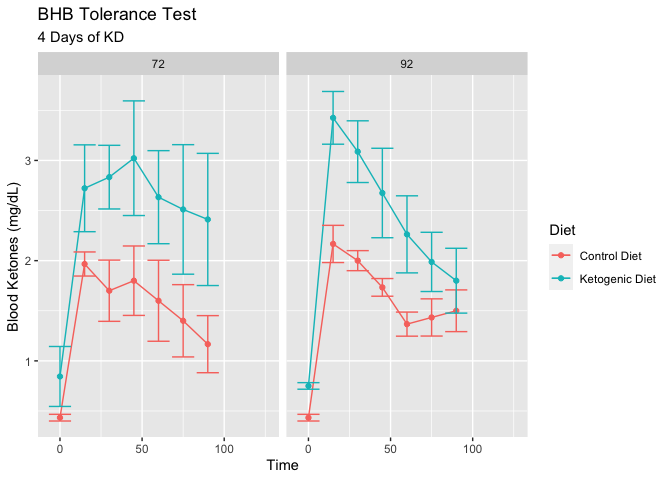 BHB Tolerance Test
4 Days of KD
72
92
Blood Ketones (mg/dL)
3
2
1
0
50
100
0
50
100
Time
Diet
Control Diet
Ketogenic Diet